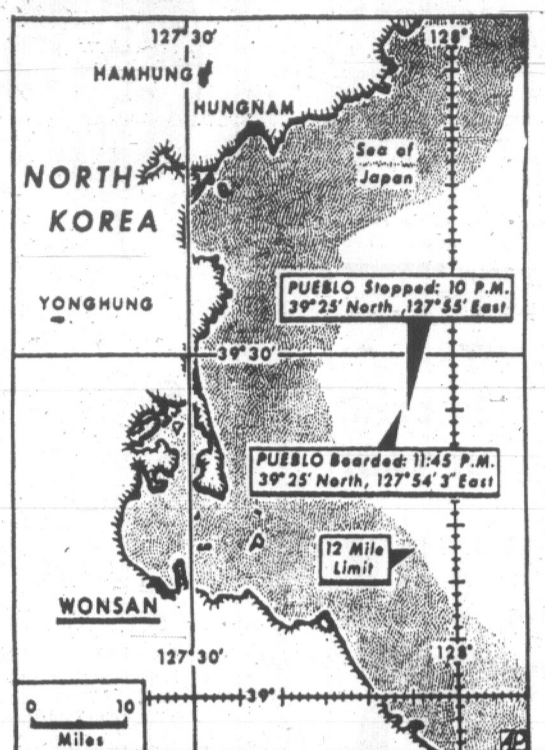 127° 30'
128°
HAMHUNG
HUNGNAM
Sea of
Japan
NORTH
KOREA
PUEBLO Stopped: 10 P.M.
39°25' North ,127°55' East
YONGHUNG
39°30'
PUEBLO Boarded: 11:45 P.M.
39°25' North, 127°54' 3" East
12 Mile
Limit
WONSAN
127°30'
128°
39°
0 10
Miles
AP